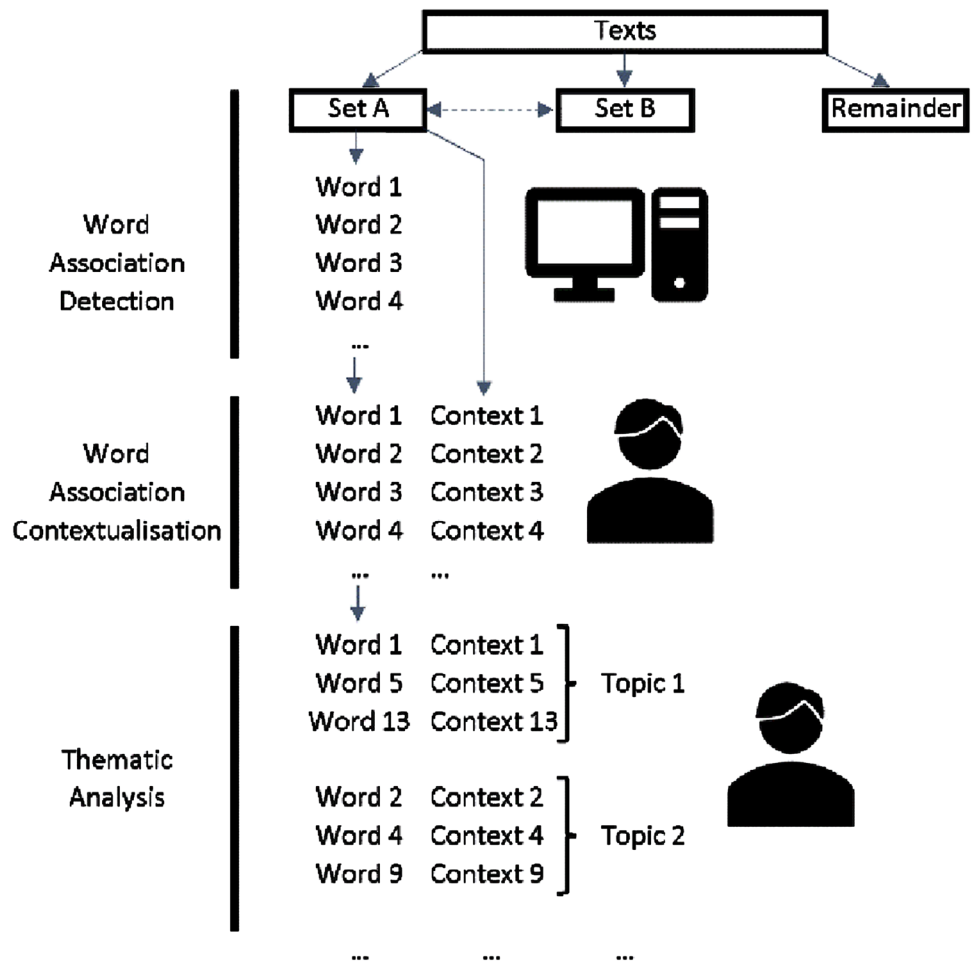 Texts
Set A
Set B
Remainder
Word
Association
Detection
Word 1
Word 2
Word 3
Word 4
...
Word
Association
Contextualisation
Word 1 Context 1
Word 2 Context 2
Word 3 Context 3
Word 4 Context 4
... ...
Thematic
Analysis
Word 1 Context 1
Word 5 Context 5
Word 13 Context 13
Topic 1
Word 2 Context 2
Word 4 Context 4
Word 9 Context 9
Topic 2
... ... ...